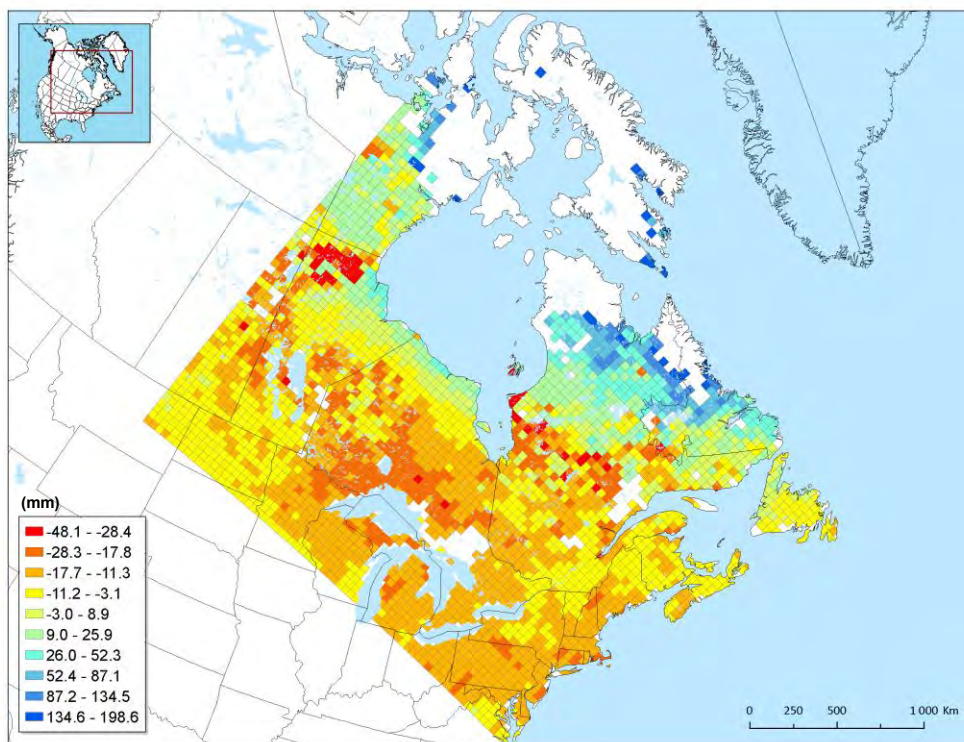 (mm)
-48.1 - -28.4
-28.3 - -17.8
-17.7 - -11.3
-11.2 - -3.1
-3.0 - 8.9
9.0 - 25.9
26.0 - 52.3
52.4 - 87.1
87.2 - 134.5
134.6 - 198.6
0 250 500 1 000 Km